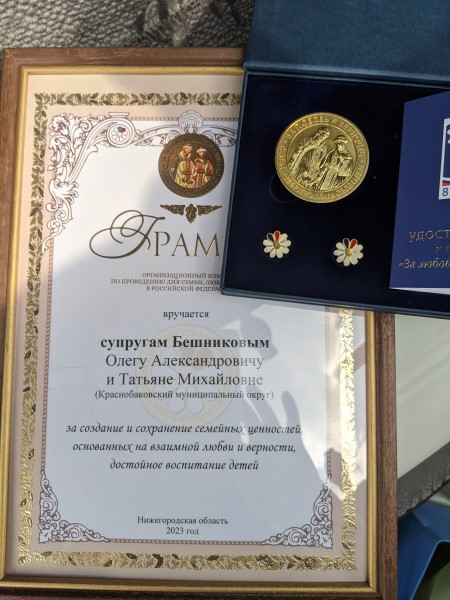 ГРАМ
ОРГАНИЗАЦИОННЫЙ КОМ
ПО ПРОВЕДЕНИЮ ДНЯ СЕМЬИ, ЛЮБ
В РОССИЙСКОЙ ФЕДЕРА
вручается
супругам Бешниковым
Олегу Александровичу
и Татьяне Михайловне
(Краснобаковский муниципальный округ)
за создание и сохранение семейных ценностей,
основанных на взаимной любви и верности,
достойное воспитание детей
Нижегородская область
2023 год
8
УДОСТ
«За любов